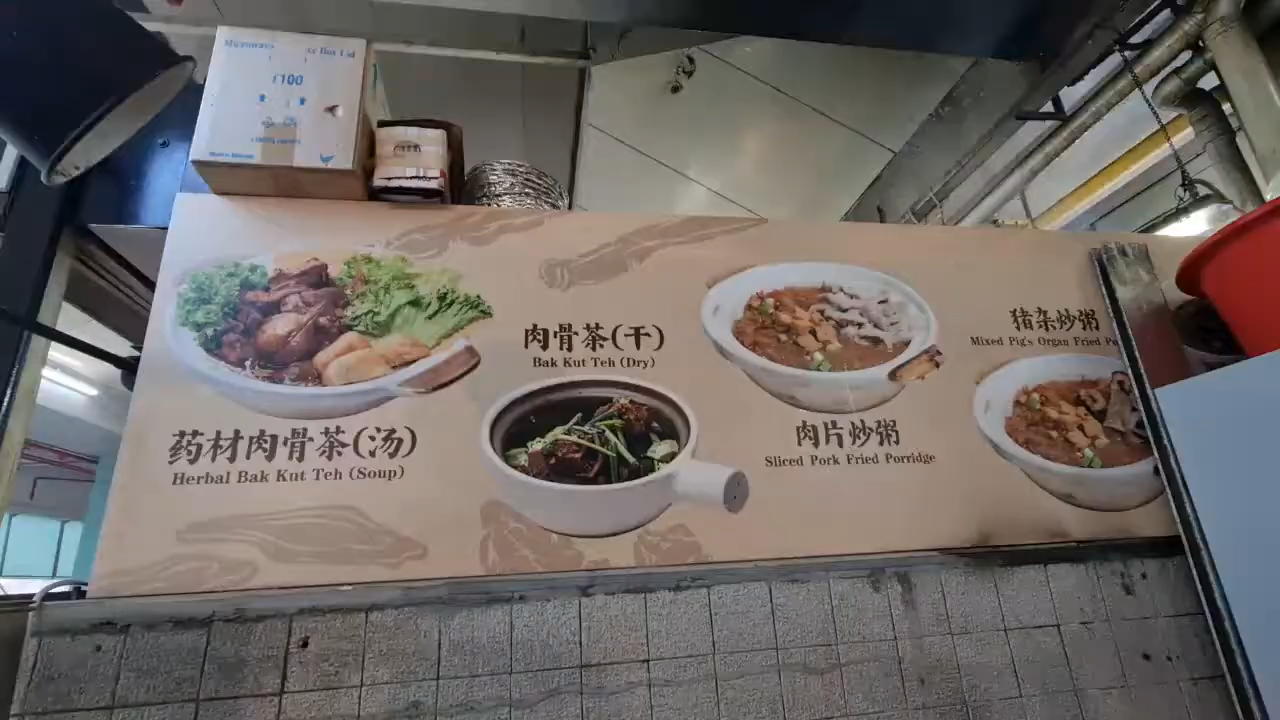 100
药材肉骨茶(汤)
Herbal Bak Kut Teh (Soup)
肉骨茶(干)
Bak Kut Teh (Dry)
肉片炒粥
Sliced Pork Fried Porridge
猪杂炒粥
Mixed Pig's Organ Fried